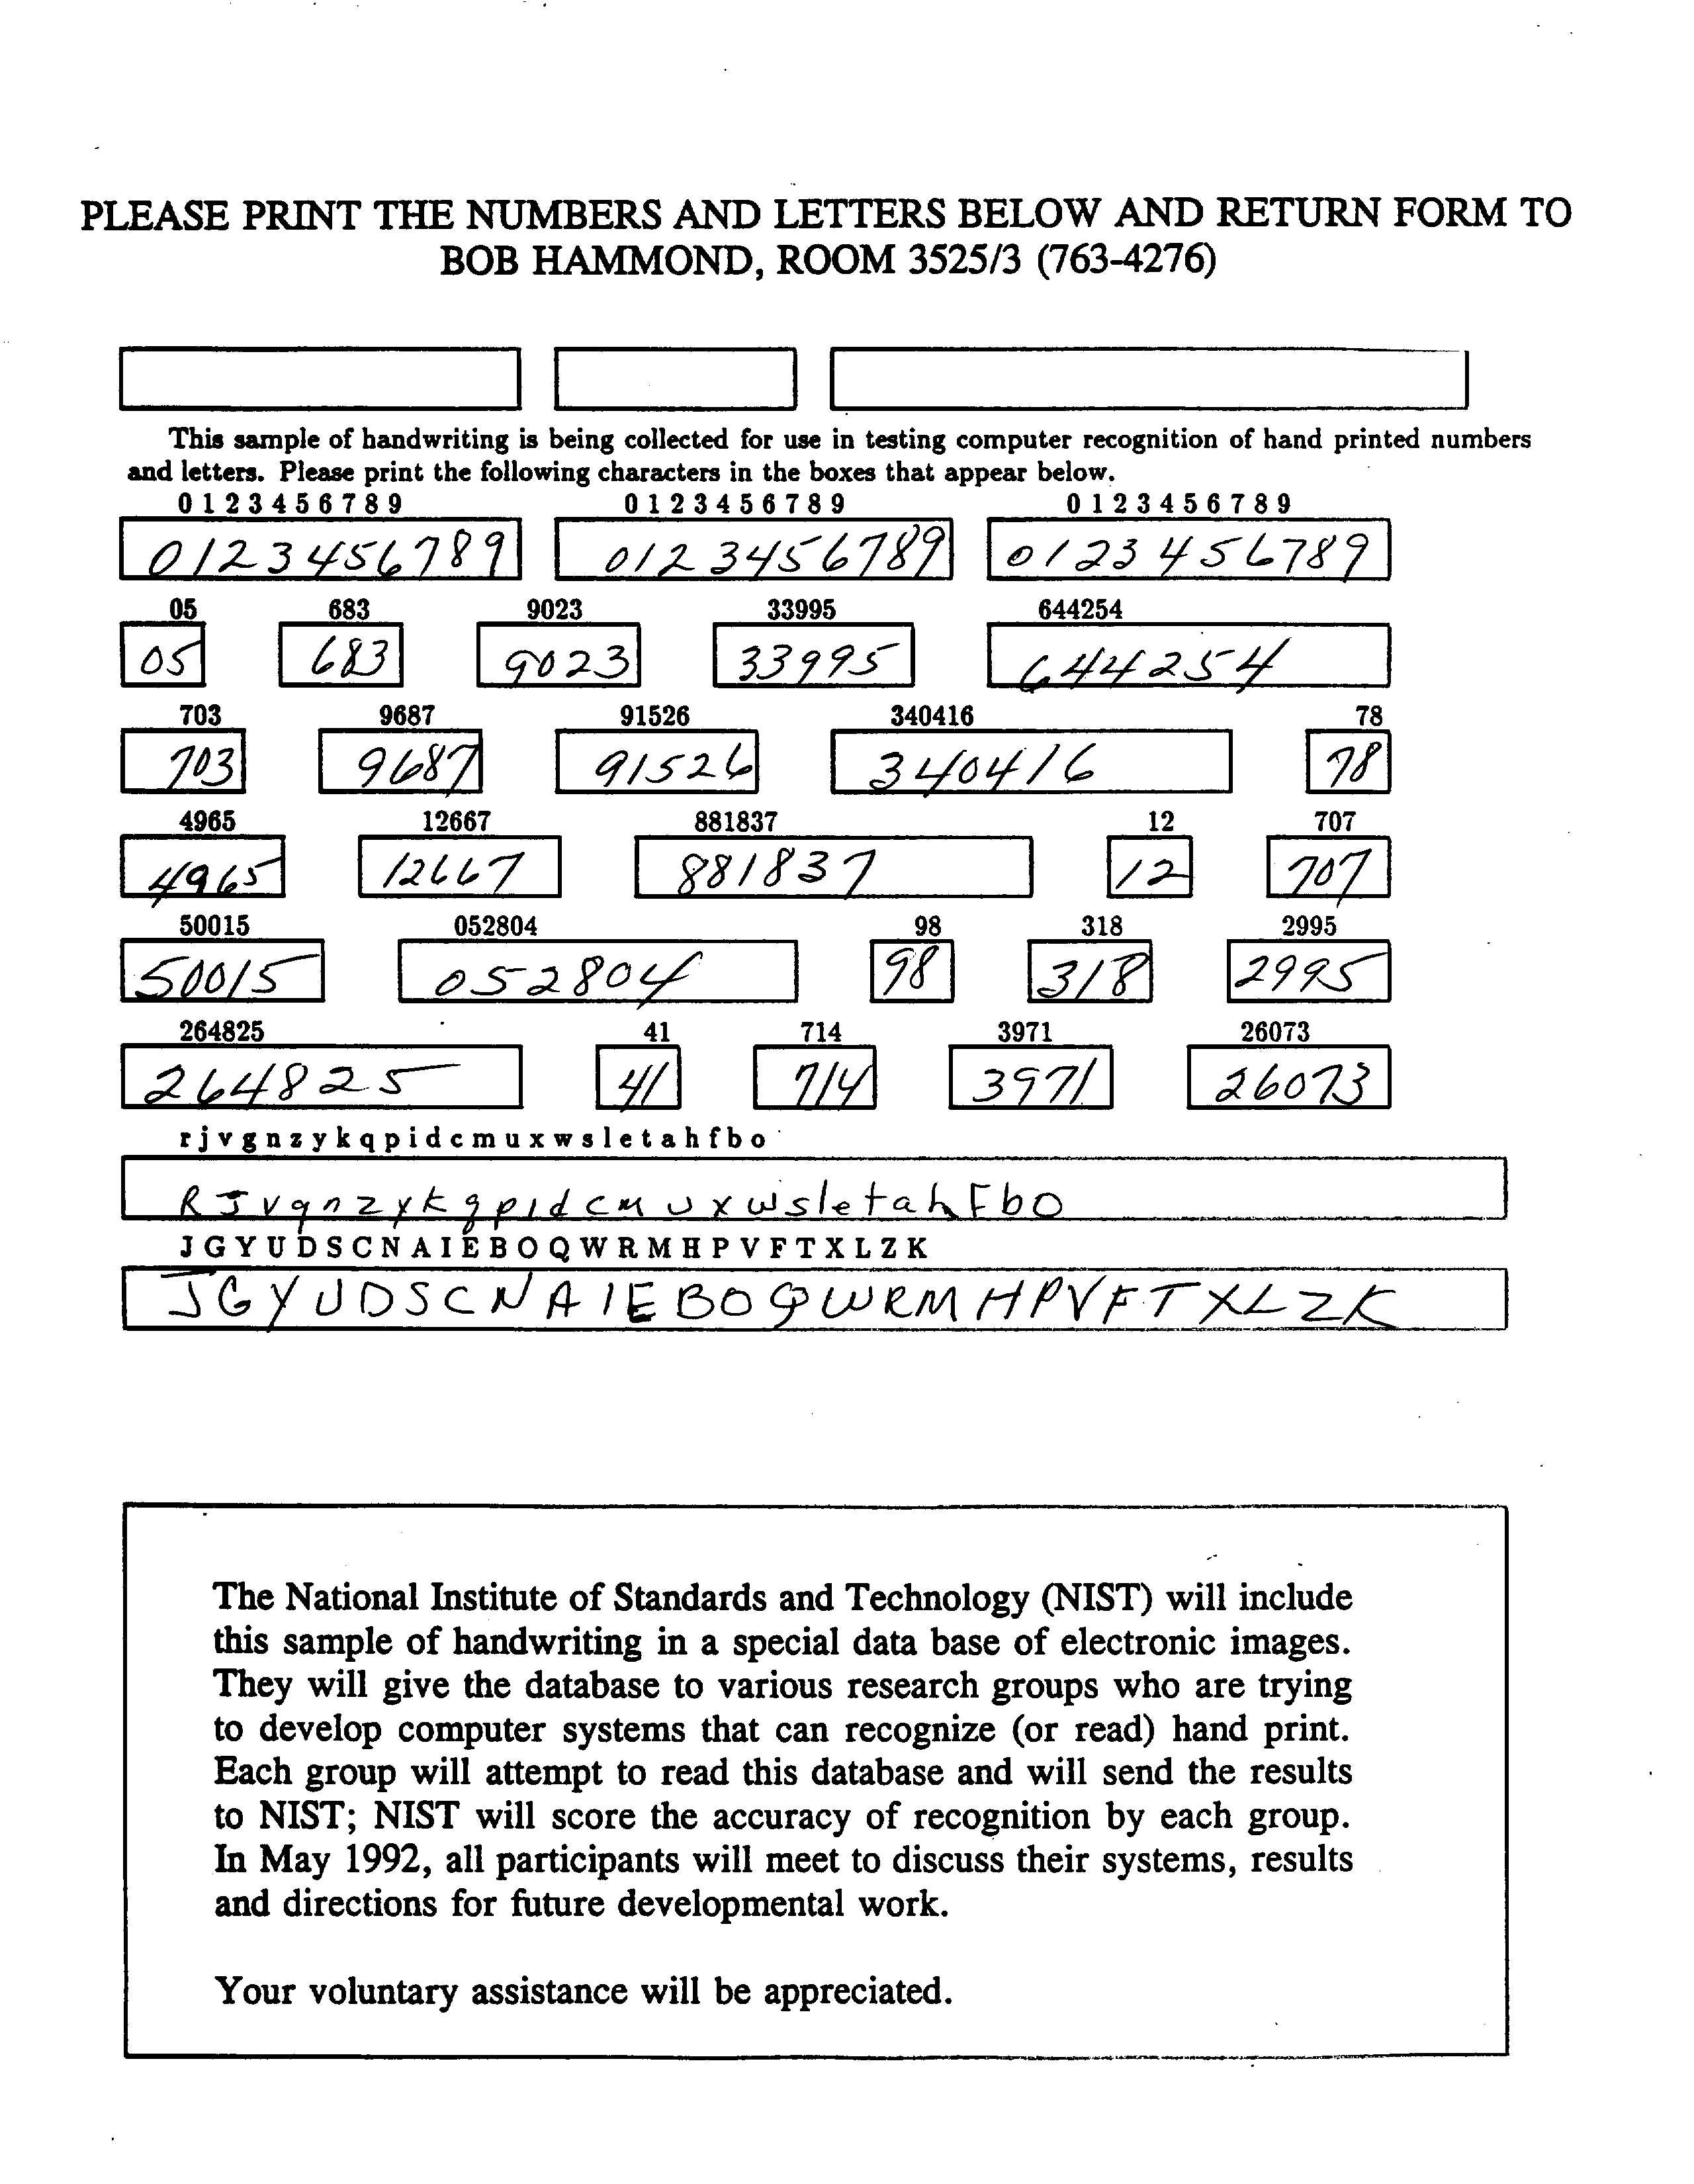 PLEASE PRINT THE NUMBERS AND LETTERS BELOW AND RETURN FORM TO
BOB HAMMOND, ROOM 3525/3 (763-4276)
This sample of handwriting is being collected for use in testing computer recognition of hand printed numbers
and letters. Please print the following characters in the boxes that appear below.
0 1 2 3 4 5 6 7 8 9 0 1 2 3 4 5 6 7 8 9 0 1 2 3 4 5 6 7 8 9
0123456789 0123456789 0123456789
05 683 9023 33995 644254
05 683 9023 33995 644254
703 9687 91526 340416 78
703 9687 91526 340416 78
4965 12667 881837 12 707
4965 12667 881837 12 707
50015 052804 98 318 2995
50015 052804 98 318 2995
264825 41 714 3971 26073
264825 41 714 3971 26073
r j v g n z y k q p i d c m u x w s l e t a h f b o
R J v g n z y k q p i d c m u x w s l e t a h F b o
J G Y U D S C N A I E B O Q W R M H P V F T X L Z K
J G Y U D S C N A I E B O Q W R M H P V F T X L Z K
The National Institute of Standards and Technology (NIST) will include
this sample of handwriting in a special data base of electronic images.
They will give the database to various research groups who are trying
to develop computer systems that can recognize (or read) hand print.
Each group will attempt to read this database and will send the results
to NIST; NIST will score the accuracy of recognition by each group.
In May 1992, all participants will meet to discuss their systems, results
and directions for future developmental work.
Your voluntary assistance will be appreciated.